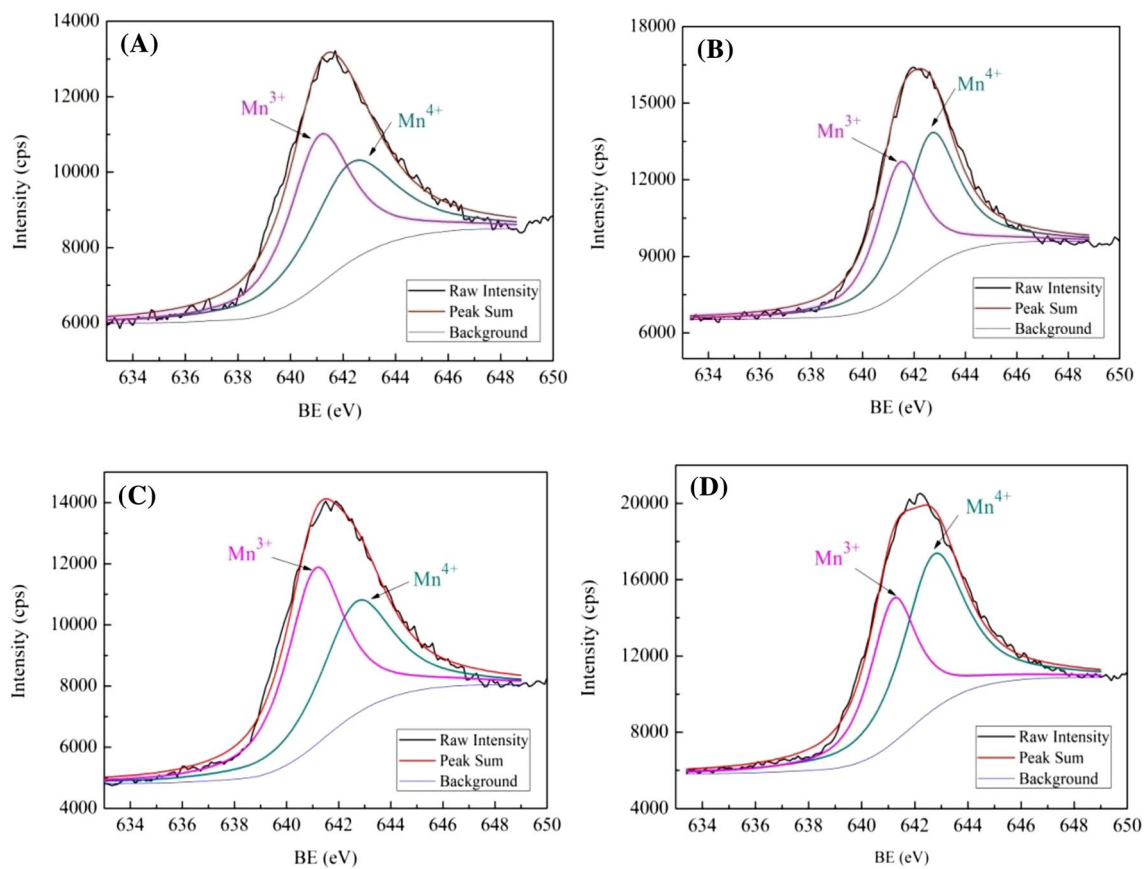 (A)
14000
12000
10000
8000
6000
Intensity (cps)
Mn3+
Mn4+
Raw Intensity
Peak Sum
Background
634 636 638 640 642 644 646 648 650
BE (eV)
(B)
18000
15000
12000
9000
6000
Intensity (cps)
Mn3+
Mn4+
Raw Intensity
Peak Sum
Background
634 636 638 640 642 644 646 648 650
BE (eV)
(C)
14000
12000
10000
8000
6000
4000
Intensity (cps)
Mn3+
Mn4+
Raw Intensity
Peak Sum
Background
634 636 638 640 642 644 646 648 650
BE (eV)
(D)
20000
16000
12000
8000
4000
Intensity (cps)
Mn3+
Mn4+
Raw Intensity
Peak Sum
Background
634 636 638 640 642 644 646 648 650
BE (eV)